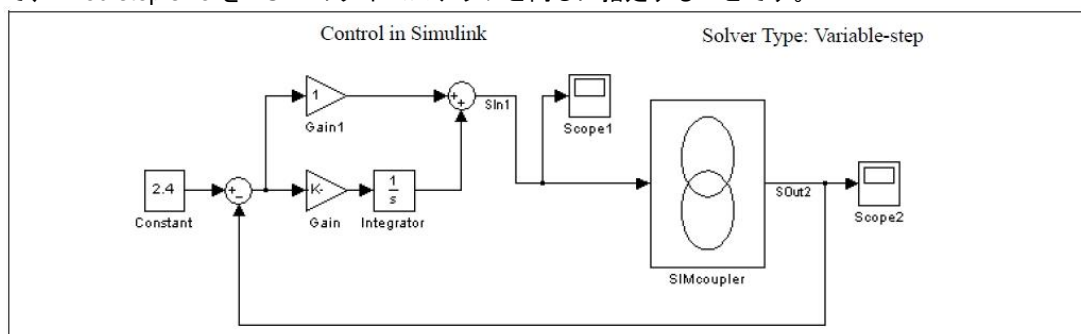 Control in Simulink
Solver Type: Variable-step
1
Gain1
SIn1
Scope1
2.4
Constant
K-
Gain
1
s
Integrator
SIMcoupler
SOut2
Scope2